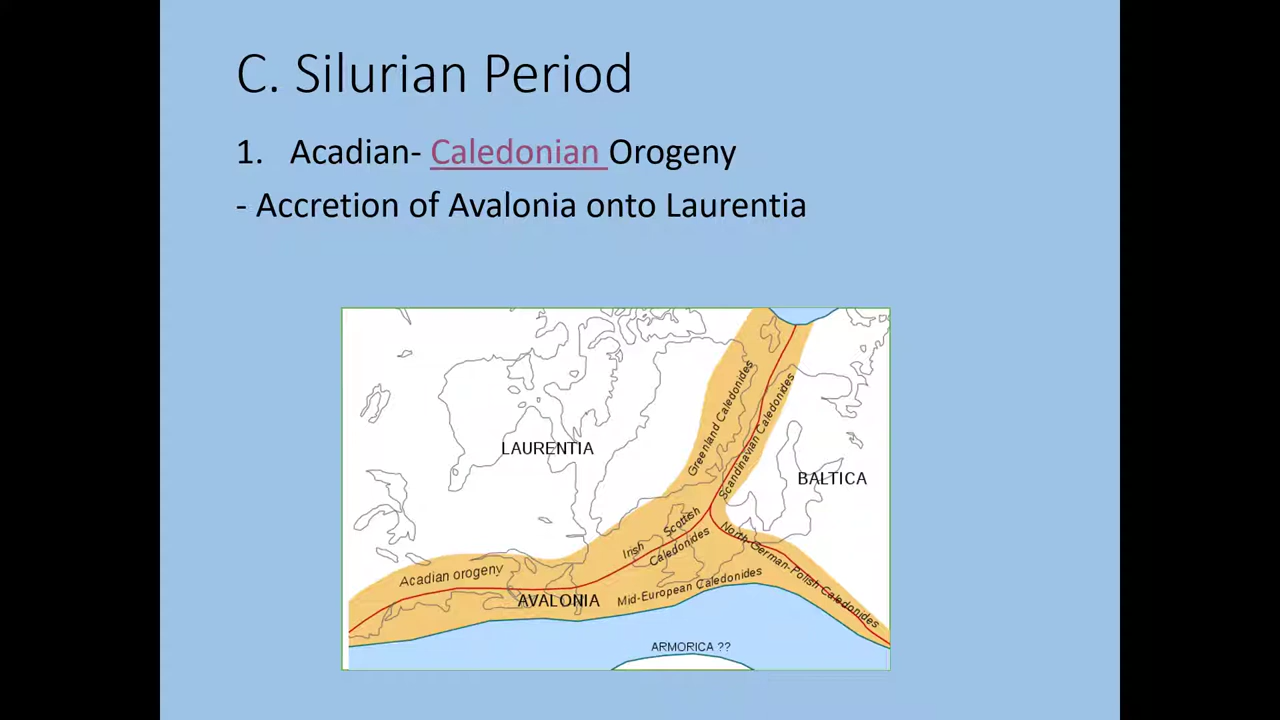 C. Silurian Period
1. Acadian- Caledonian Orogeny
- Accretion of Avalonia onto Laurentia
Greenland Caledonides
Scandinavian Caledonides
LAURENTIA
BALTICA
Irish Scottish
Caledonides
North German-Polish Caledonides
Acadian orogeny
AVALONIA
Mid-European Caledonides
ARMORICA ??